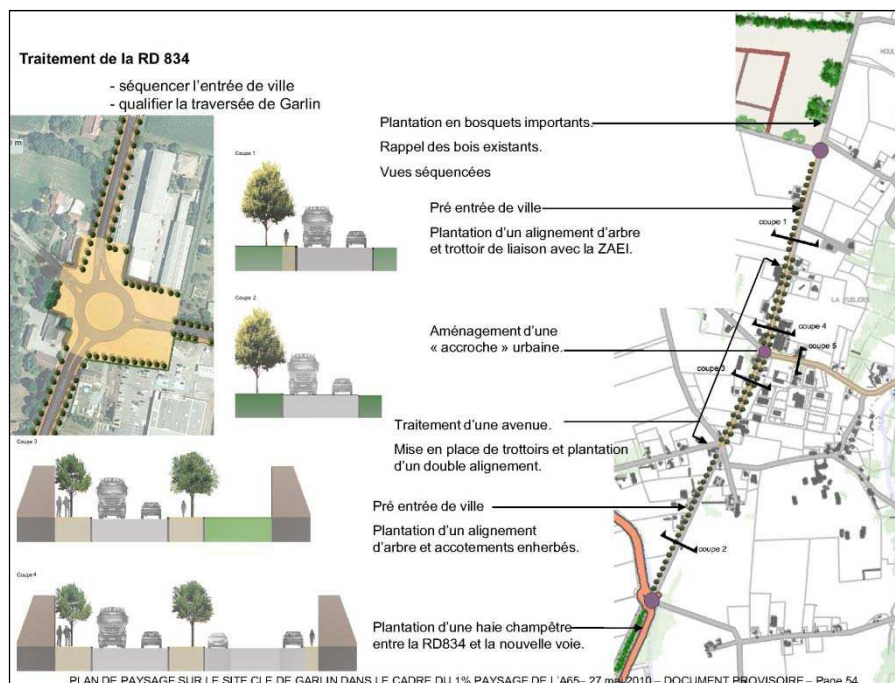 Traitement de la RD 834
- séquencer l'entrée de ville
- qualifier la traversée de Garlin
Coupe 1
Coupe 2
Coupe 3
Coupe 4
Plantation en bosquets importants.
Rappel des bois existants.
Vues séquencées
Pré entrée de ville
Plantation d'un alignement d'arbre
et trottoir de liaison avec la ZAEI.
Aménagement d'une
« accroche » urbaine.
Traitement d'une avenue.
Mise en place de trottoirs et plantation
d'un double alignement.
Pré entrée de ville
Plantation d'un alignement
d'arbre et accotements enherbés.
Plantation d'une haie champêtre
entre la RD834 et la nouvelle voie.
coupe 1
coupe 4
coupe 5
coupe 3
coupe 2
PLAN DE PAYSAGE SUR LE SITE CLE DE GARLIN DANS LE CADRE DU 1% PAYSAGE DE L'A65– 27 mai 2010 – DOCUMENT PROVISOIRE – Page 54